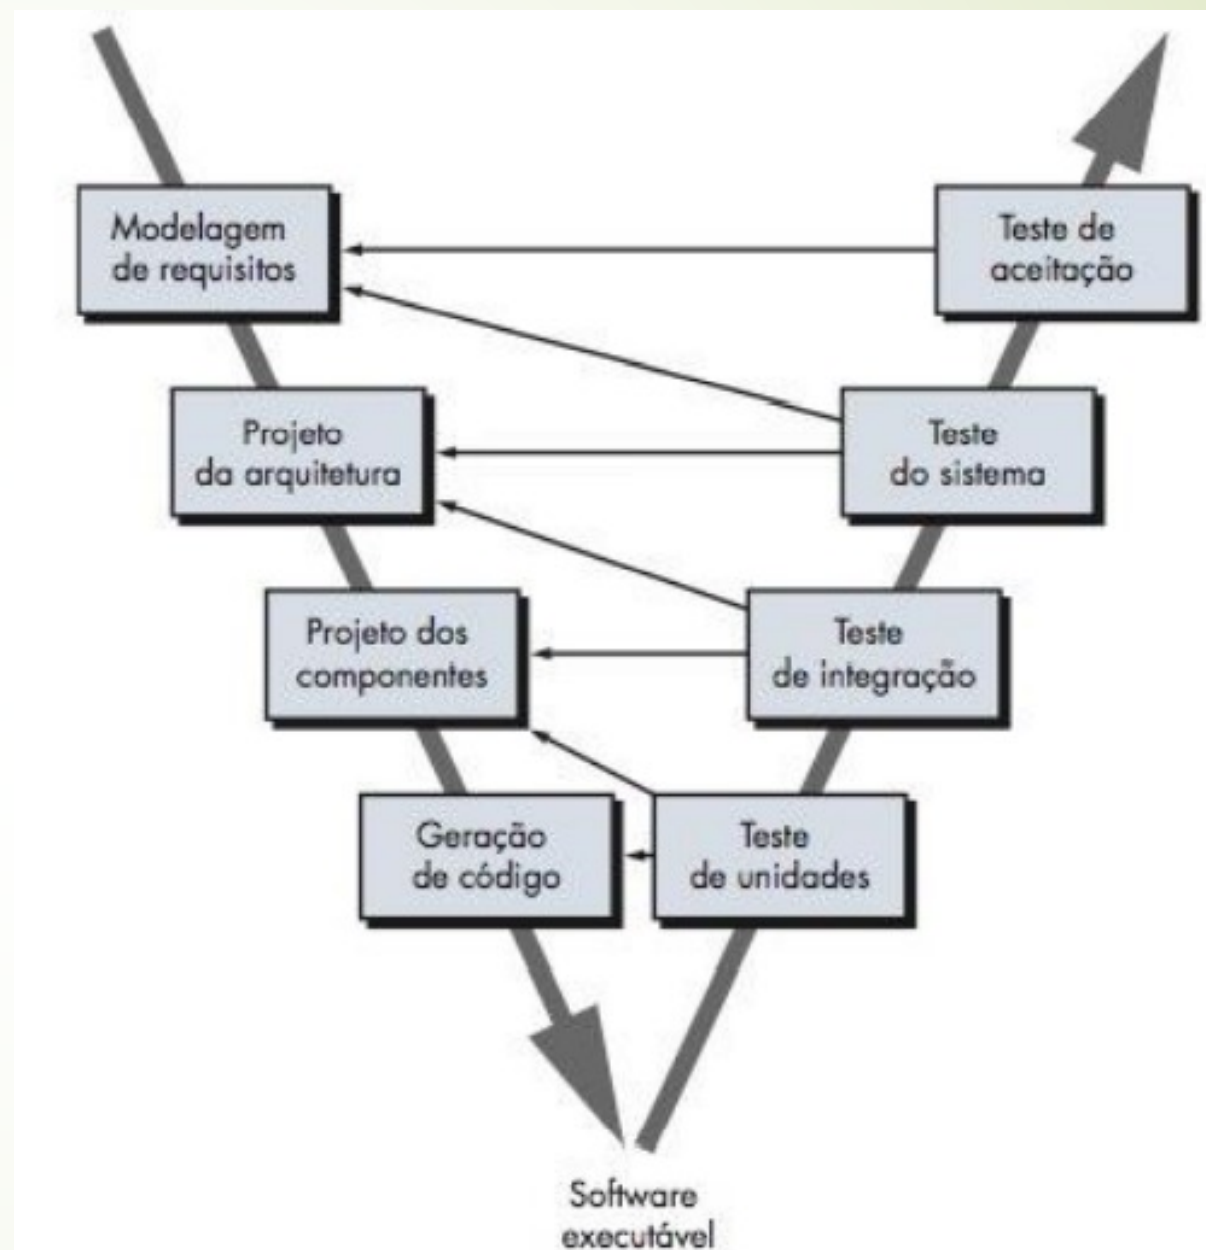 Modelagem
de requisitos
Teste de
aceitação
Projeto
da arquitetura
Teste
do sistema
Projeto dos
componentes
Teste
de integração
Geração
de código
Teste
de unidades
Software
executável